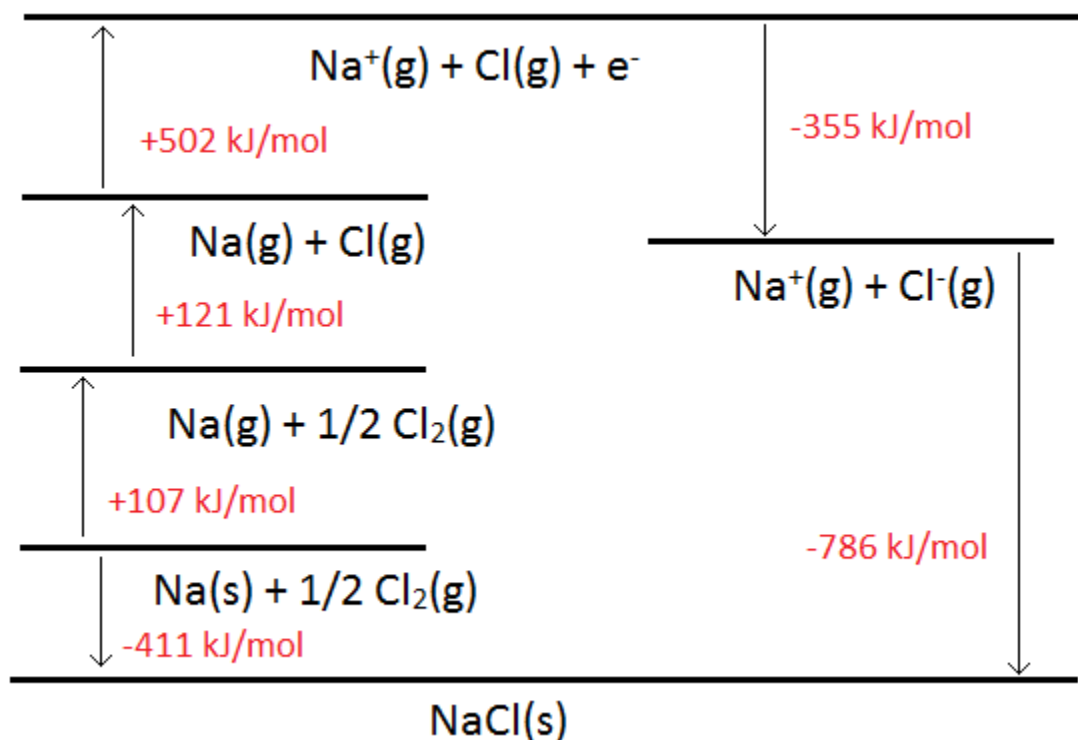 Na⁺(g) + Cl(g) + e⁻
+502 kJ/mol
-355 kJ/mol
Na(g) + Cl(g)
Na⁺(g) + Cl⁻(g)
+121 kJ/mol
Na(g) + 1/2 Cl₂(g)
+107 kJ/mol
-786 kJ/mol
Na(s) + 1/2 Cl₂(g)
-411 kJ/mol
NaCl(s)